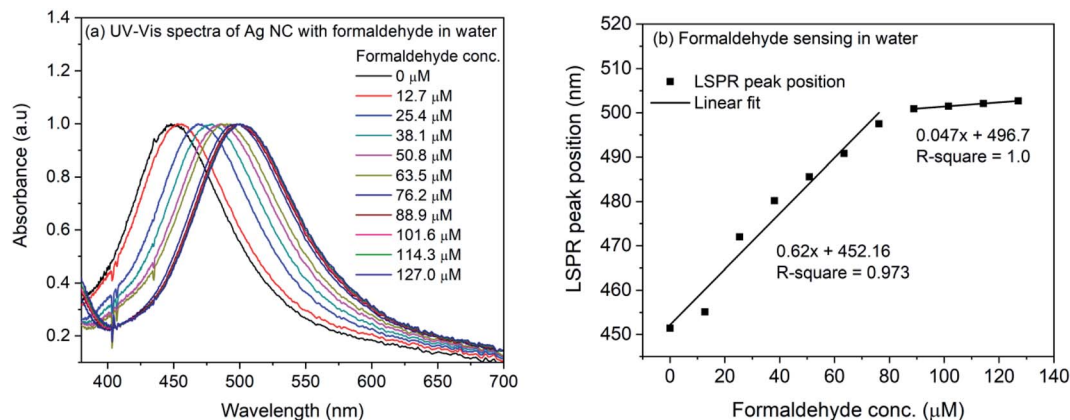 (a) UV-Vis spectra of Ag NC with formaldehyde in water
Formaldehyde conc.
0 μM
12.7 μM
25.4 μM
38.1 μM
50.8 μM
63.5 μM
76.2 μM
88.9 μM
101.6 μM
114.3 μM
127.0 μM
1.4
1.2
1.0
0.8
0.6
0.4
0.2
Absorbance (a.u)
400 450 500 550 600 650 700
Wavelength (nm)
(b) Formaldehyde sensing in water
LSPR peak position
Linear fit
0.047x + 496.7
R-square = 1.0
0.62x + 452.16
R-square = 0.973
520
510
500
490
480
470
460
450
LSPR peak position (nm)
0 20 40 60 80 100 120 140
Formaldehyde conc. (μM)